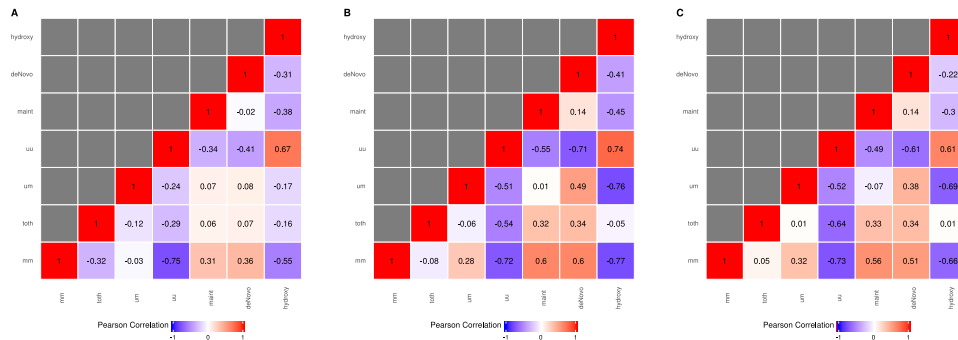 A
hydroxy 1
deNovo 1 -0.31
maint 1 -0.02 -0.38
uu 1 -0.34 -0.41 0.67
um 1 -0.24 0.07 0.08 -0.17
toth 1 -0.12 -0.29 0.06 0.07 -0.16
mm 1 -0.32 -0.03 -0.75 0.31 0.36 -0.55
mm toth um uu maint deNovo hydroxy
Pearson Correlation
-1 0 1
B
hydroxy 1
deNovo 1 -0.41
maint 1 0.14 -0.45
uu 1 -0.55 -0.71 0.74
um 1 -0.51 0.01 0.49 -0.76
toth 1 -0.06 -0.54 0.32 0.34 -0.05
mm 1 -0.08 0.28 -0.72 0.6 0.6 -0.77
mm toth um uu maint deNovo hydroxy
Pearson Correlation
-1 0 1
C
hydroxy 1
deNovo 1 -0.22
maint 1 0.14 -0.3
uu 1 -0.49 -0.61 0.61
um 1 -0.52 -0.07 0.38 -0.69
toth 1 0.01 -0.64 0.33 0.34 0.01
mm 1 0.05 0.32 -0.73 0.56 0.51 -0.66
mm toth um uu maint deNovo hydroxy
Pearson Correlation
-1 0 1